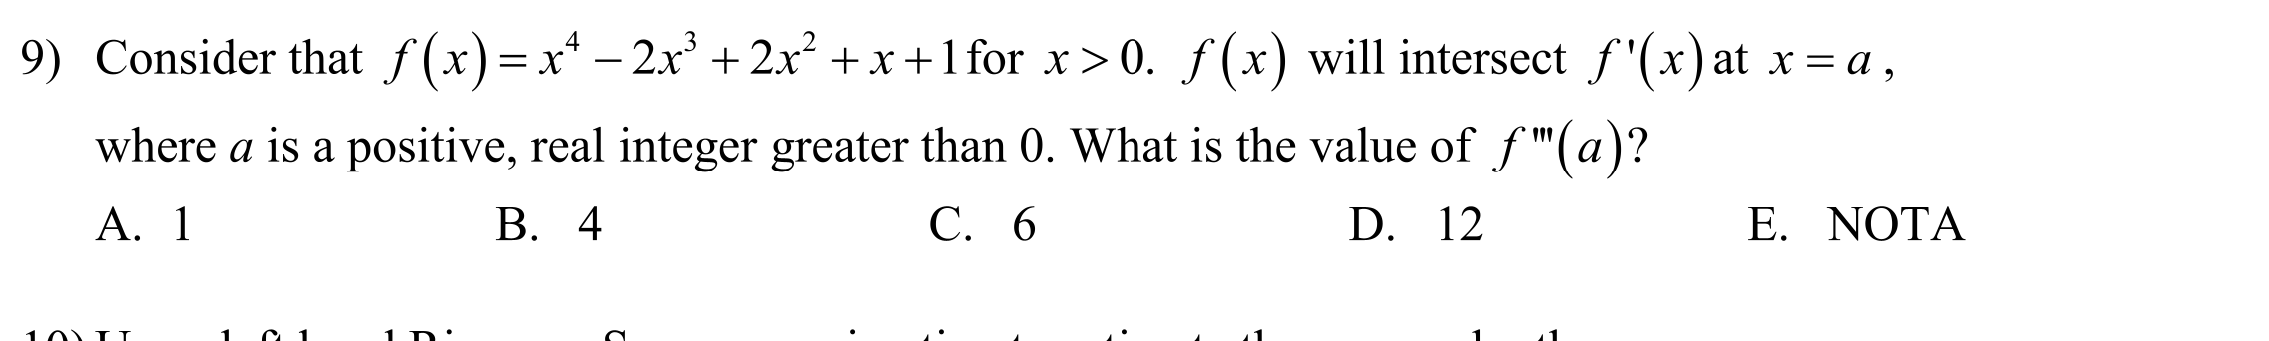 9) Consider that f(x) = x⁴ − 2x³ + 2x² + x + 1 for x > 0. f(x) will intersect f'(x) at x = a,
where a is a positive, real integer greater than 0. What is the value of f'''(a)?
A. 1 B. 4 C. 6 D. 12 E. NOTA